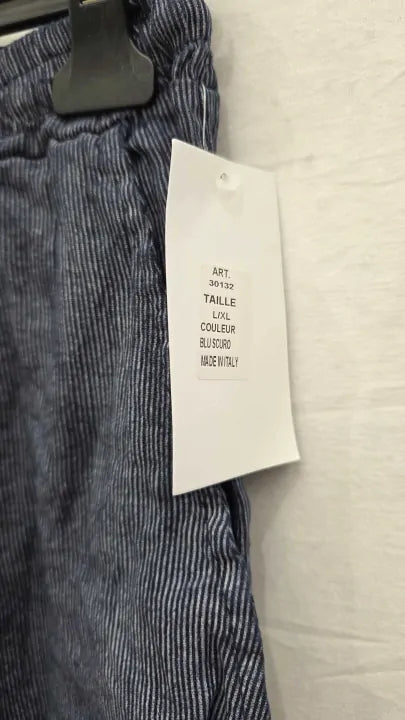 ART.
30132
TAILLE
L/XL
COULEUR
BLU SCURO
MADE IN ITALY